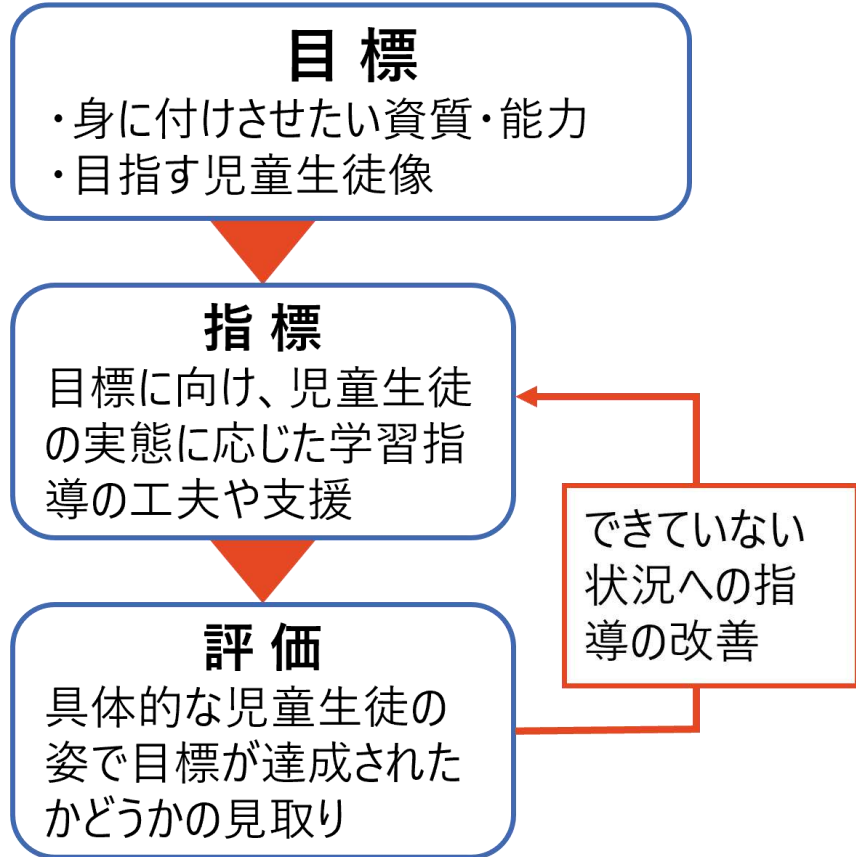 目標
・身に付けさせたい資質・能力
・目指す児童生徒像
指標
目標に向け、児童生徒
の実態に応じた学習指
導の工夫や支援
できていない
状況への指
導の改善
評価
具体的な児童生徒の
姿で目標が達成された
かどうかの見取り